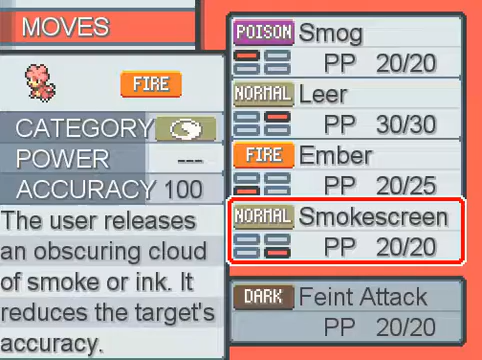 MOVES
FIRE
CATEGORY
POWER ---
ACCURACY 100
The user releases
an obscuring cloud
of smoke or ink. It
reduces the target's
accuracy.
POISON Smog
PP 20/20
NORMAL Leer
PP 30/30
FIRE Ember
PP 20/25
NORMAL Smokescreen
PP 20/20
DARK Feint Attack
PP 20/20